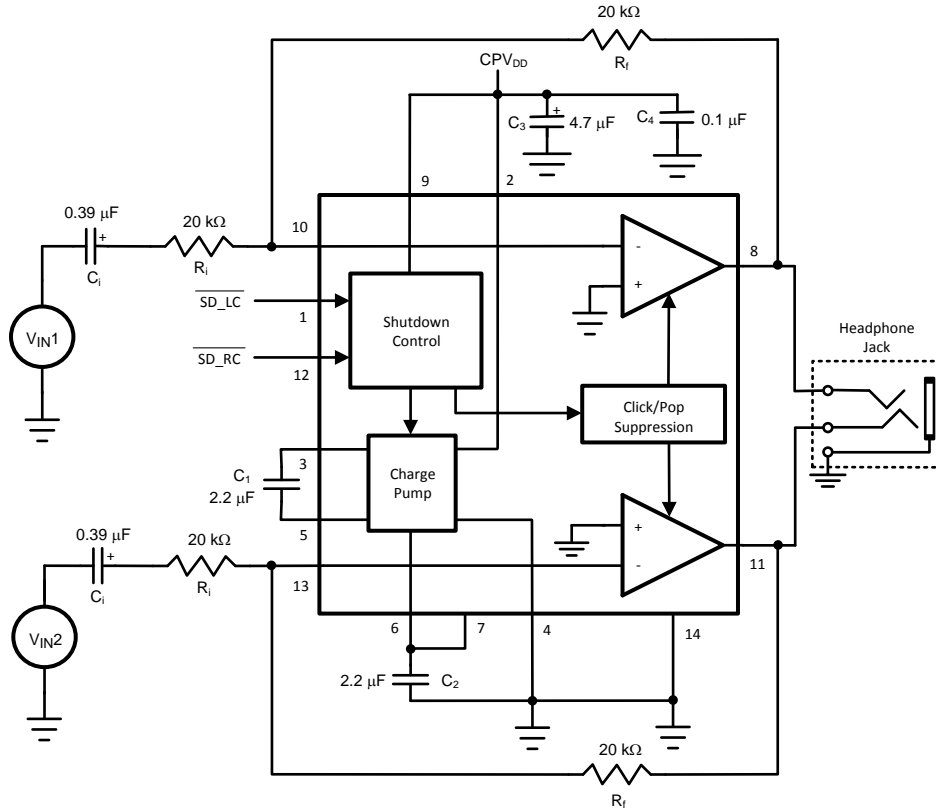 20 kΩ
Rf
CPVDD
C3
+
4.7 μF
C4
0.1 μF
9
2
0.39 μF
+
Ci
20 kΩ
Ri
10
-
+
8
SD_LC
1
Shutdown
Control
VIN1
SD_RC
12
Headphone
Jack
Click/Pop
Suppression
3
C1
2.2 μF
Charge
Pump
5
0.39 μF
+
Ci
20 kΩ
Ri
13
+
-
11
VIN2
6
7
4
14
2.2 μF
C2
20 kΩ
Rf